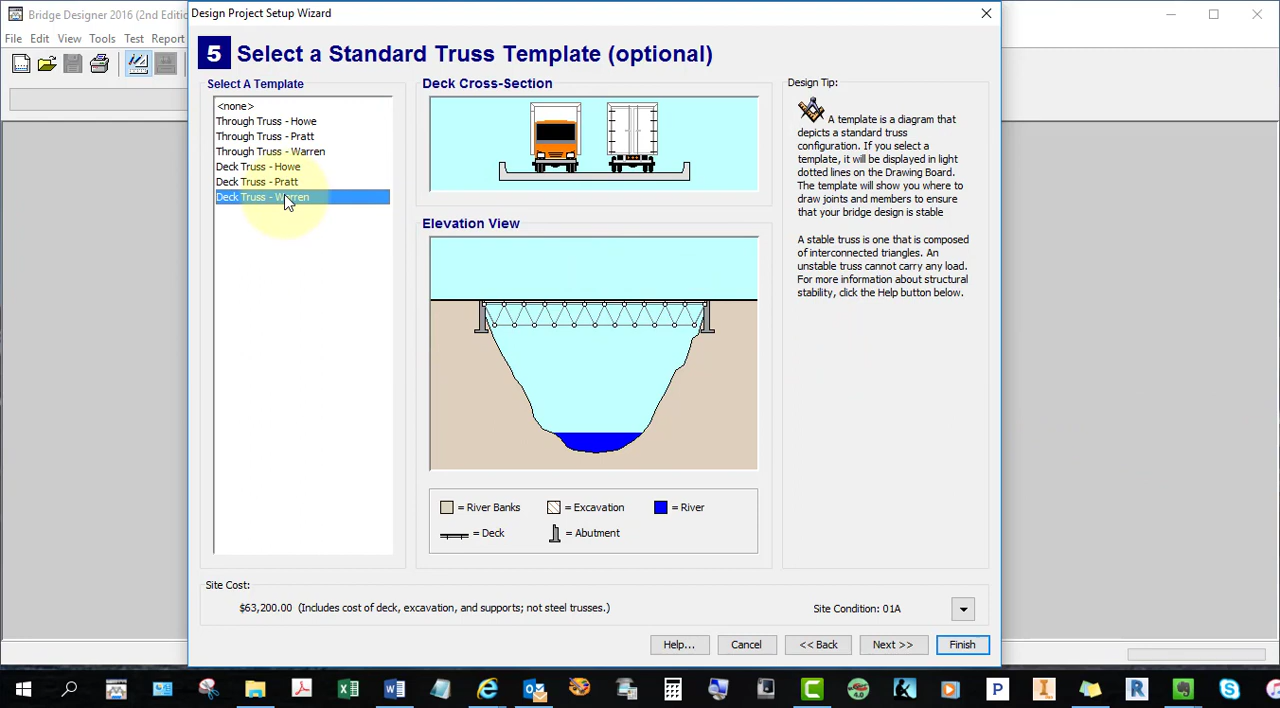 Bridge Designer 2016 (2nd Editio
Design Project Setup Wizard
File Edit View Tools Test Report
5 Select a Standard Truss Template (optional)
Select A Template
<none>
Through Truss - Howe
Through Truss - Pratt
Through Truss - Warren
Deck Truss - Howe
Deck Truss - Pratt
Deck Truss - Warren
Deck Cross-Section
Elevation View
= River Banks
= Excavation
= River
= Deck
= Abutment
Design Tip:
A template is a diagram that
depicts a standard truss
configuration. If you select a
template, it will be displayed in light
dotted lines on the Drawing Board.
The template will show you where to
draw joints and members to ensure
that your bridge design is stable
A stable truss is one that is composed
of interconnected triangles. An
unstable truss cannot carry any load.
For more information about structural
stability, click the Help button below.
Site Cost:
$63,200.00 (Includes cost of deck, excavation, and supports; not steel trusses.)
Site Condition: 01A
Help... Cancel << Back Next >> Finish